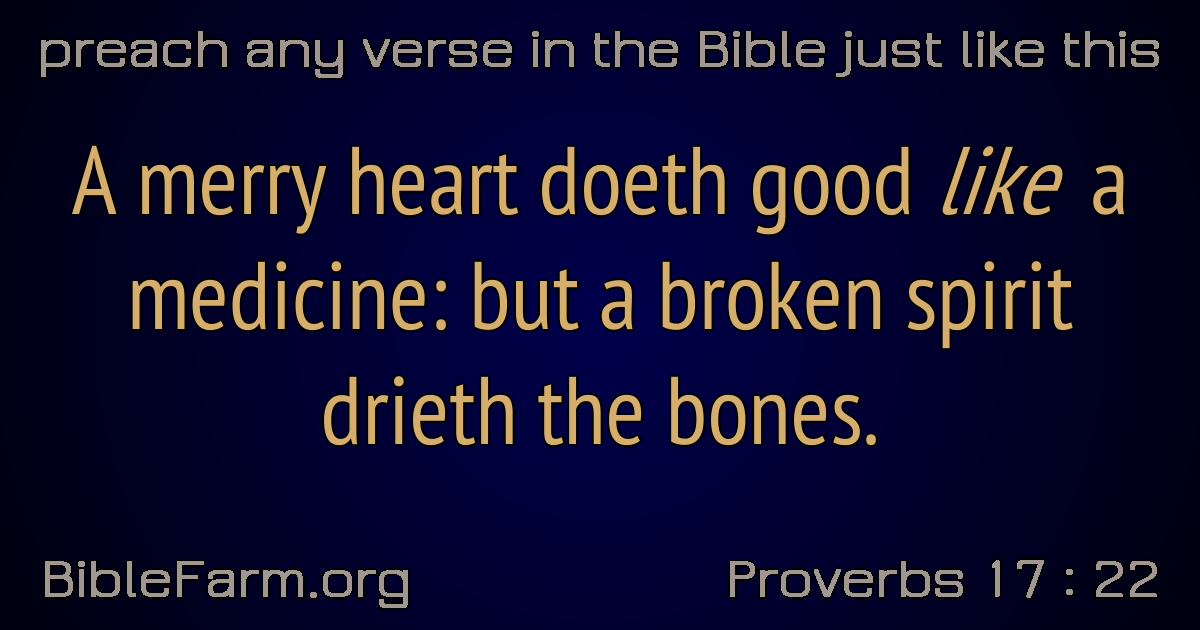 preach any verse in the Bible just like this
A merry heart doeth good like a
medicine: but a broken spirit
drieth the bones.
BibleFarm.org
Proverbs 17 : 22